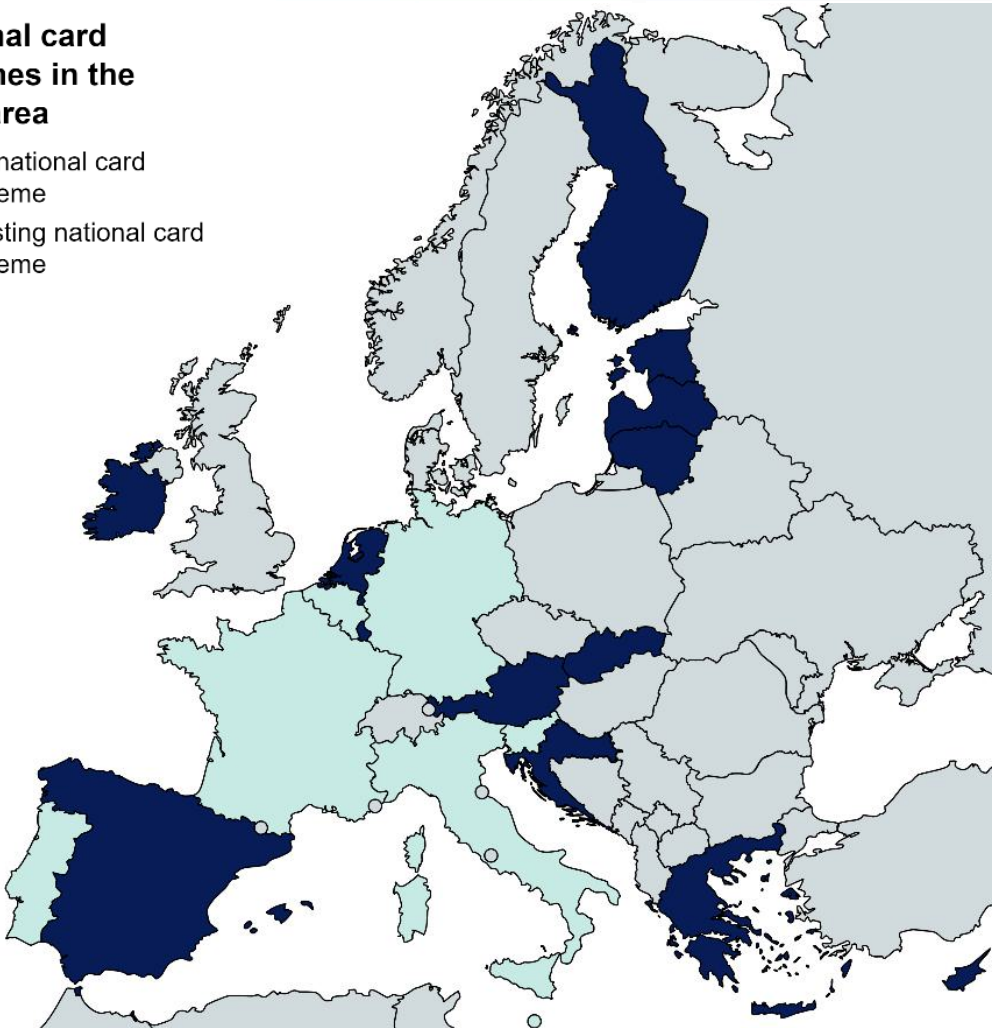 nal card
nes in the
area
national card
eme
sting national card
eme